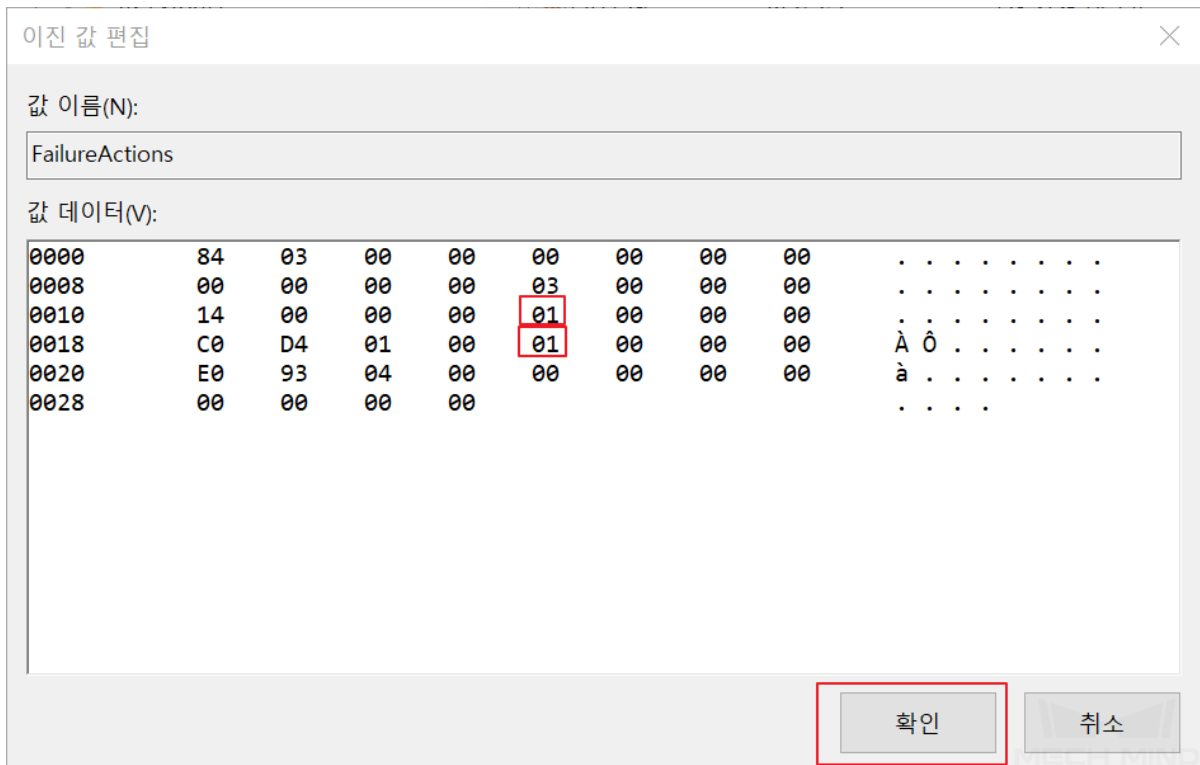 이진 값 편집
값 이름(N):
FailureActions
값 데이터(V):
0000 84 03 00 00 00 00 00 00 . . . . . . . .
0008 00 00 00 00 03 00 00 00 . . . . . . . .
0010 14 00 00 00 01 00 00 00 . . . . . . . .
0018 C0 D4 01 00 01 00 00 00 À Ô . . . . . .
0020 E0 93 04 00 00 00 00 00 à . . . . . . .
0028 00 00 00 00 . . . .
확인 취소
MECH MIND